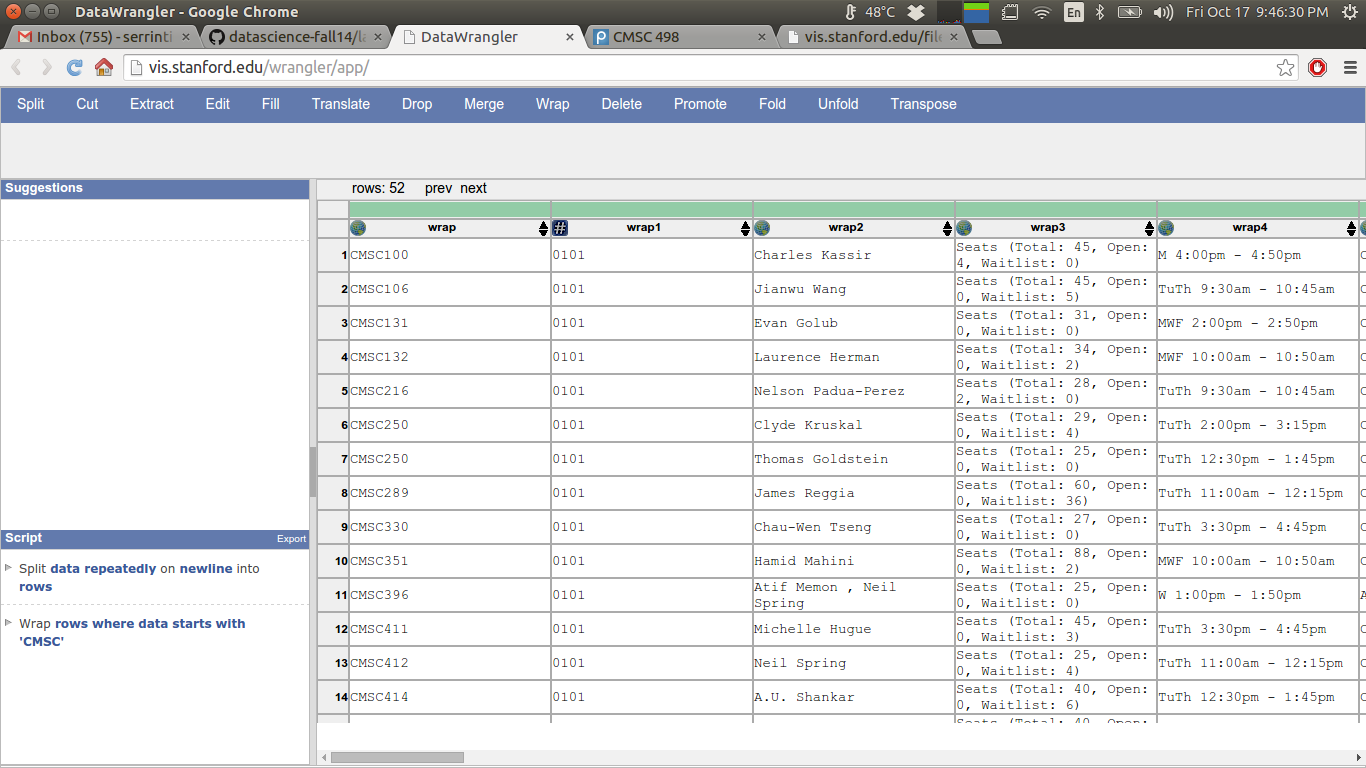 DataWrangler - Google Chrome
48°C
En
Fri Oct 17 9:46:30 PM
Inbox (755) - serrinti
datascience-fall14/la
DataWrangler
CMSC 498
vis.stanford.edu/file
vis.stanford.edu/wrangler/app/
Split Cut Extract Edit Fill Translate Drop Merge Wrap Delete Promote Fold Unfold Transpose
Suggestions
rows: 52 prev next
wrap # wrap1 wrap2 wrap3 wrap4
1 CMSC100 0101 Charles Kassir Seats (Total: 45, Open: 4, Waitlist: 0) M 4:00pm - 4:50pm
2 CMSC106 0101 Jianwu Wang Seats (Total: 45, Open: 0, Waitlist: 5) TuTh 9:30am - 10:45am
3 CMSC131 0101 Evan Golub Seats (Total: 31, Open: 0, Waitlist: 0) MWF 2:00pm - 2:50pm
4 CMSC132 0101 Laurence Herman Seats (Total: 34, Open: 0, Waitlist: 2) MWF 10:00am - 10:50am
5 CMSC216 0101 Nelson Padua-Perez Seats (Total: 28, Open: 2, Waitlist: 0) TuTh 9:30am - 10:45am
6 CMSC250 0101 Clyde Kruskal Seats (Total: 29, Open: 0, Waitlist: 4) TuTh 2:00pm - 3:15pm
7 CMSC250 0101 Thomas Goldstein Seats (Total: 25, Open: 0, Waitlist: 0) TuTh 12:30pm - 1:45pm
8 CMSC289 0101 James Reggia Seats (Total: 60, Open: 0, Waitlist: 36) TuTh 11:00am - 12:15pm
9 CMSC330 0101 Chau-Wen Tseng Seats (Total: 27, Open: 0, Waitlist: 0) TuTh 3:30pm - 4:45pm
10 CMSC351 0101 Hamid Mahini Seats (Total: 88, Open: 0, Waitlist: 2) MWF 10:00am - 10:50am
11 CMSC396 0101 Atif Memon , Neil Spring Seats (Total: 25, Open: 0, Waitlist: 0) W 1:00pm - 1:50pm
12 CMSC411 0101 Michelle Hugue Seats (Total: 45, Open: 0, Waitlist: 3) TuTh 3:30pm - 4:45pm
13 CMSC412 0101 Neil Spring Seats (Total: 25, Open: 0, Waitlist: 4) TuTh 11:00am - 12:15pm
14 CMSC414 0101 A.U. Shankar Seats (Total: 40, Open: 0, Waitlist: 6) TuTh 12:30pm - 1:45pm
Script Export
Split data repeatedly on newline into
rows
Wrap rows where data starts with
'CMSC'